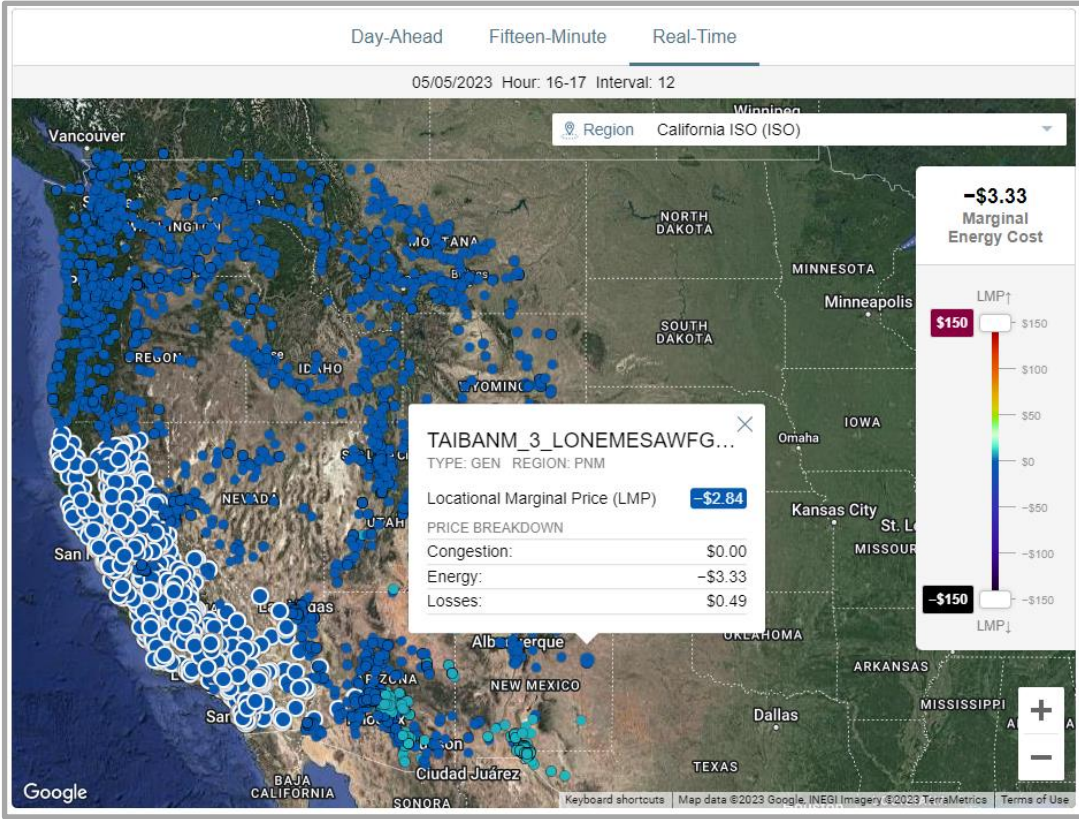 Day-Ahead Fifteen-Minute Real-Time
05/05/2023 Hour: 16-17 Interval: 12
Winnipeg
Vancouver
Region California ISO (ISO)
−$3.33
Marginal
Energy Cost
NORTH
DAKOTA
MINNESOTA
LMP↑
Minneapolis
$150
$150
SOUTH
DAKOTA
$100
IDAHO
IOWA
$50
Omaha
TAIBANM_3_LONEMESAWFG...
TYPE: GEN REGION: PNM
$0
Locational Marginal Price (LMP) −$2.84
NEVADA
Kansas City
St. L
−$50
UTAH
PRICE BREAKDOWN
Congestion: $0.00
MISSOUR
San
−$100
Energy: −$3.33
Losses: $0.49
−$150
−$150
LMP↓
OKLAHOMA
ARKANSAS
NEW MEXICO
MISSISSIPPI
+
Dallas
−
TEXAS
Ciudad Juárez
BAJA
CALIFORNIA
SONORA
Google
Keyboard shortcuts Map data ©2023 Google, INEGI Imagery ©2023 TerraMetrics Terms of Use